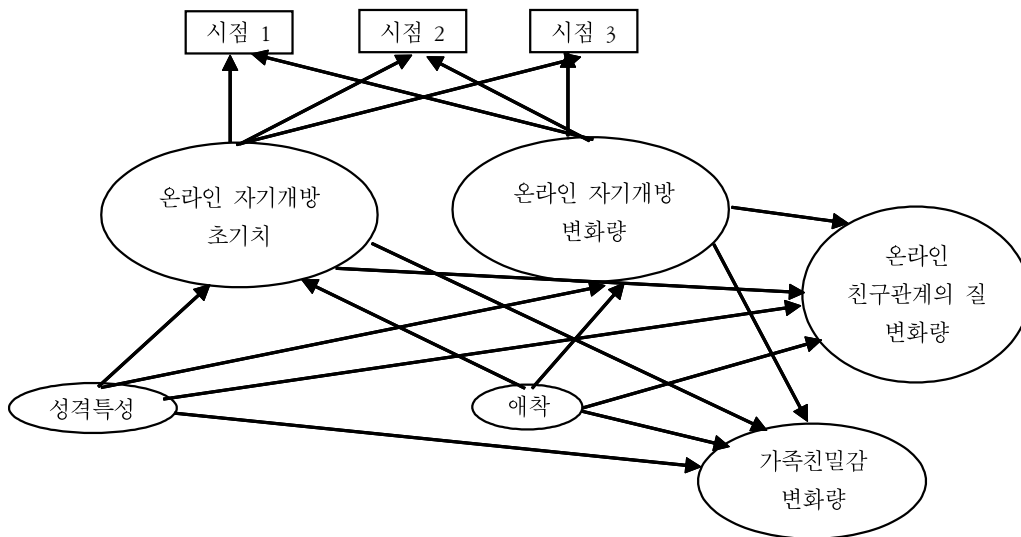 시점 1
시점 2
시점 3
온라인 자기개방
초기치
온라인 자기개방
변화량
온라인
친구관계의 질
변화량
성격특성
애착
가족친밀감
변화량